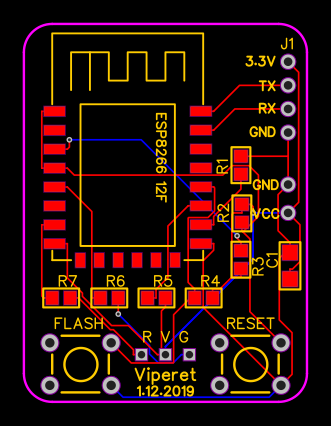 J1
3.3V
TX
RX
GND
ESP8266 12F
R1
GND
R2
VCC
R3
C1
R7 R6 R5 R4
FLASH RESET
R V G
Viperet
1.12.2019